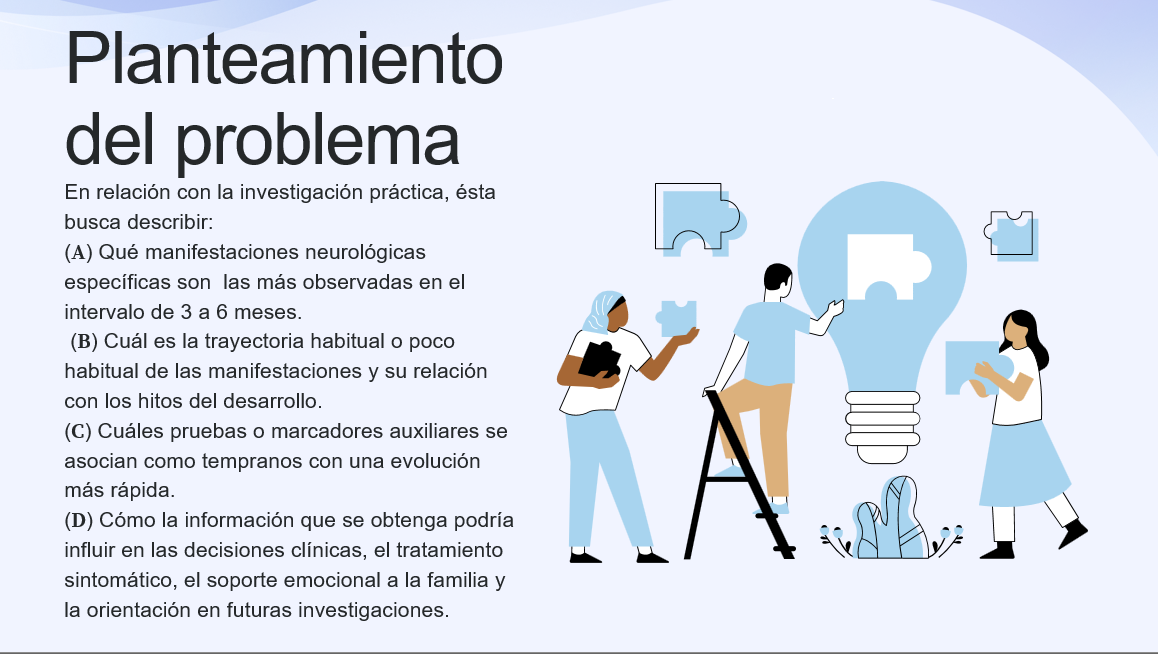 Planteamiento
del problema
En relación con la investigación práctica, ésta
busca describir:
(A) Qué manifestaciones neurológicas
específicas son  las más observadas en el
intervalo de 3 a 6 meses.
(B) Cuál es la trayectoria habitual o poco
habitual de las manifestaciones y su relación
con los hitos del desarrollo.
(C) Cuáles pruebas o marcadores auxiliares se
asocian como tempranos con una evolución
más rápida.
(D) Cómo la información que se obtenga podría
influir en las decisiones clínicas, el tratamiento
sintomático, el soporte emocional a la familia y
la orientación en futuras investigaciones.